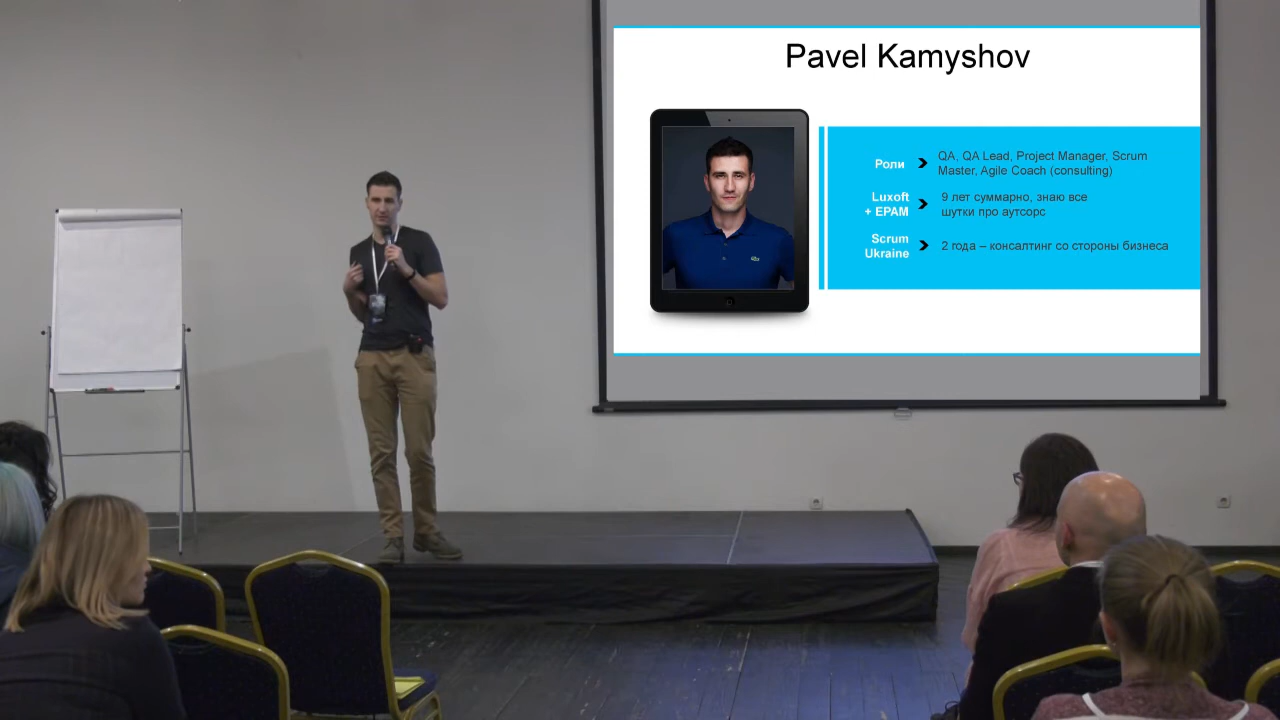 Pavel Kamyshov
Роли
QA, QA Lead, Project Manager, Scrum
Master, Agile Coach (consulting)
Luxoft
+ EPAM
9 лет суммарно, знаю все
шутки про аутсорс
Scrum
Ukraine
2 года – консалтинг со стороны бизнеса